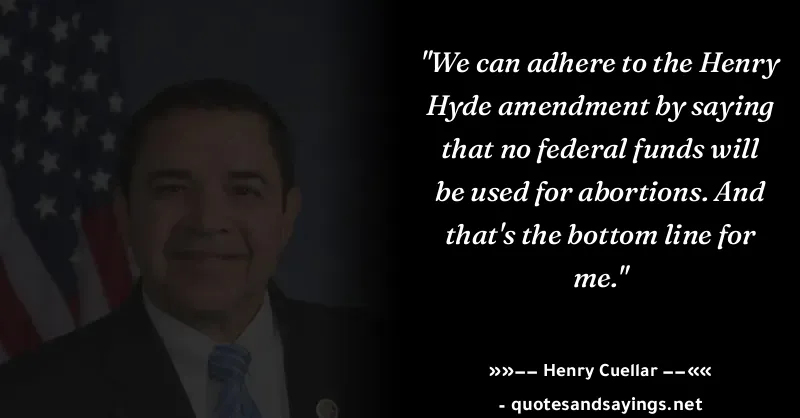 "We can adhere to the Henry
Hyde amendment by saying
that no federal funds will
be used for abortions. And
that's the bottom line for
me."
»»–– Henry Cuellar ––««
- quotesandsayings.net